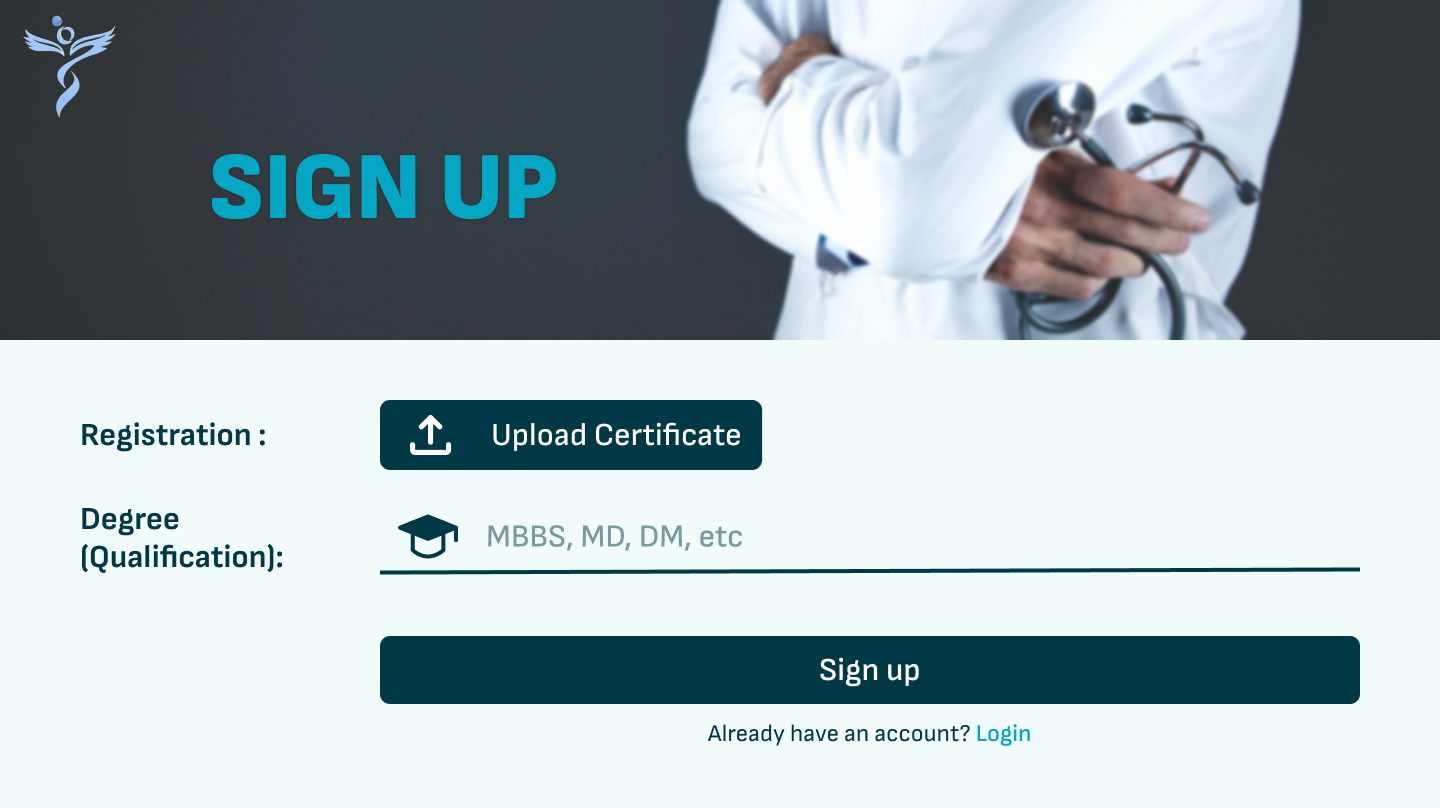 SIGN UP
Registration :
Upload Certificate
Degree
(Qualification):
MBBS, MD, DM, etc
Sign up
Already have an account? Login